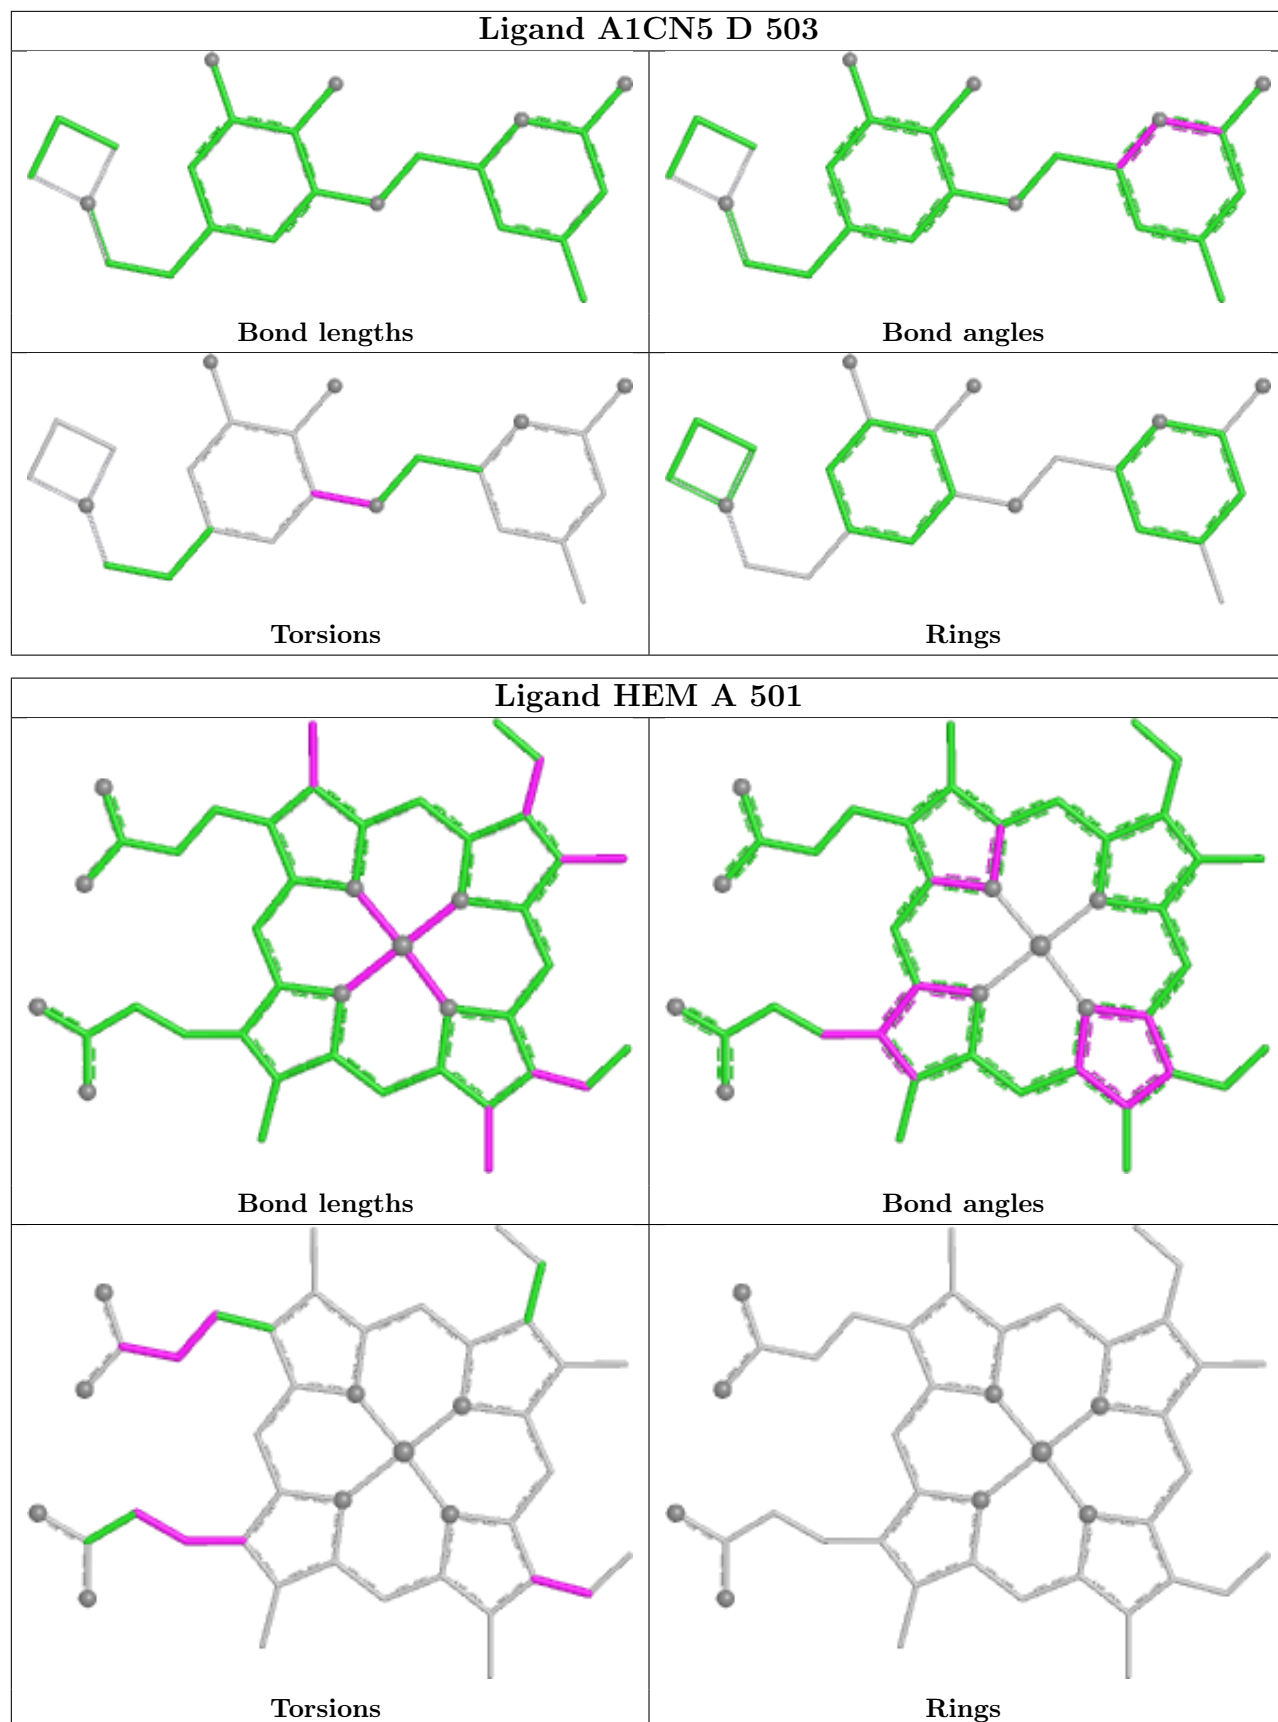 Ligand A1CN5 D 503
Bond lengths
Bond angles
Torsions
Rings
Ligand HEM A 501
Bond lengths
Bond angles
Torsions
Rings